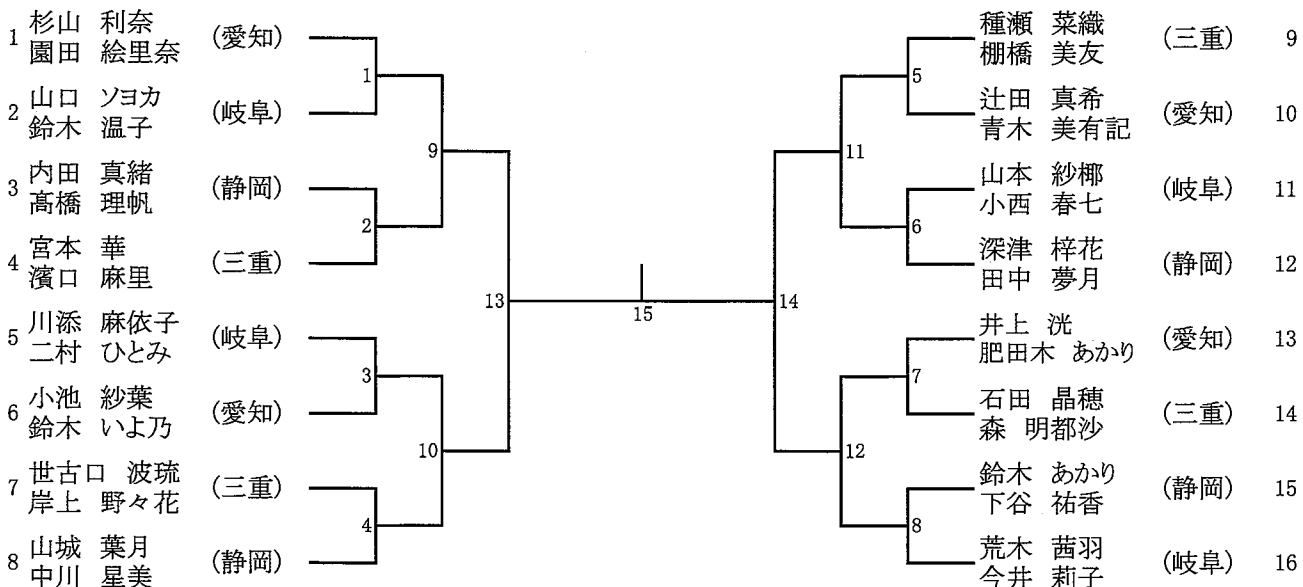 1 杉山 利奈 (愛知)
園田 絵里奈
2 山口 ソヨカ (岐阜)
鈴木 温子
3 内田 真緒 (静岡)
髙橋 理帆
4 宮本 華 (三重)
濱口 麻里
5 川添 麻依子 (岐阜)
二村 ひとみ
6 小池 紗葉 (愛知)
鈴木 いよ乃
7 世古口 波琉 (三重)
岸上 野々花
8 山城 葉月 (静岡)
中川 星美
1
2
3
4
9
10
13
15
14
11
12
5
6
7
8
種瀬 菜織 (三重) 9
棚橋 美友
辻田 真希 (愛知) 10
青木 美有記
山本 紗椰 (岐阜) 11
小西 春七
深津 梓花 (静岡) 12
田中 夢月
井上 洸 (愛知) 13
肥田木 あかり
石田 晶穂 (三重) 14
森 明都沙
鈴木 あかり (静岡) 15
下谷 祐香
荒木 茜羽 (岐阜) 16
今井 莉子